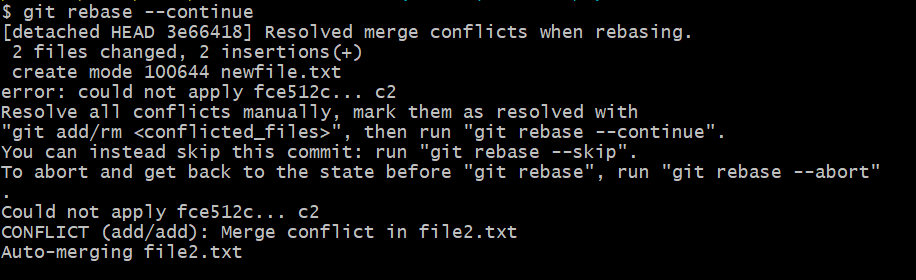 $ git rebase --continue
[detached HEAD 3e66418] Resolved merge conflicts when rebasing.
 2 files changed, 2 insertions(+)
 create mode 100644 newfile.txt
error: could not apply fce512c... c2
Resolve all conflicts manually, mark them as resolved with
"git add/rm <conflicted_files>", then run "git rebase --continue".
You can instead skip this commit: run "git rebase --skip".
To abort and get back to the state before "git rebase", run "git rebase --abort"
.
Could not apply fce512c... c2
CONFLICT (add/add): Merge conflict in file2.txt
Auto-merging file2.txt